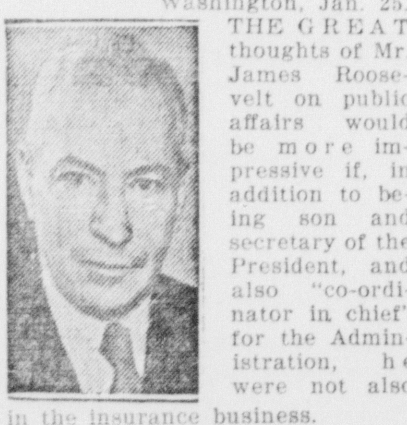 Washington, Jan. 25.
THE GREAT
thoughts of Mr.
James Roose-
velt on public
affairs would
be more im-
pressive if, in
addition to be-
ing son and
secretary of the
President, and
also "co-ordi-
nator in chief"
for the Admin-
istration, he
were not also
in the insurance business.